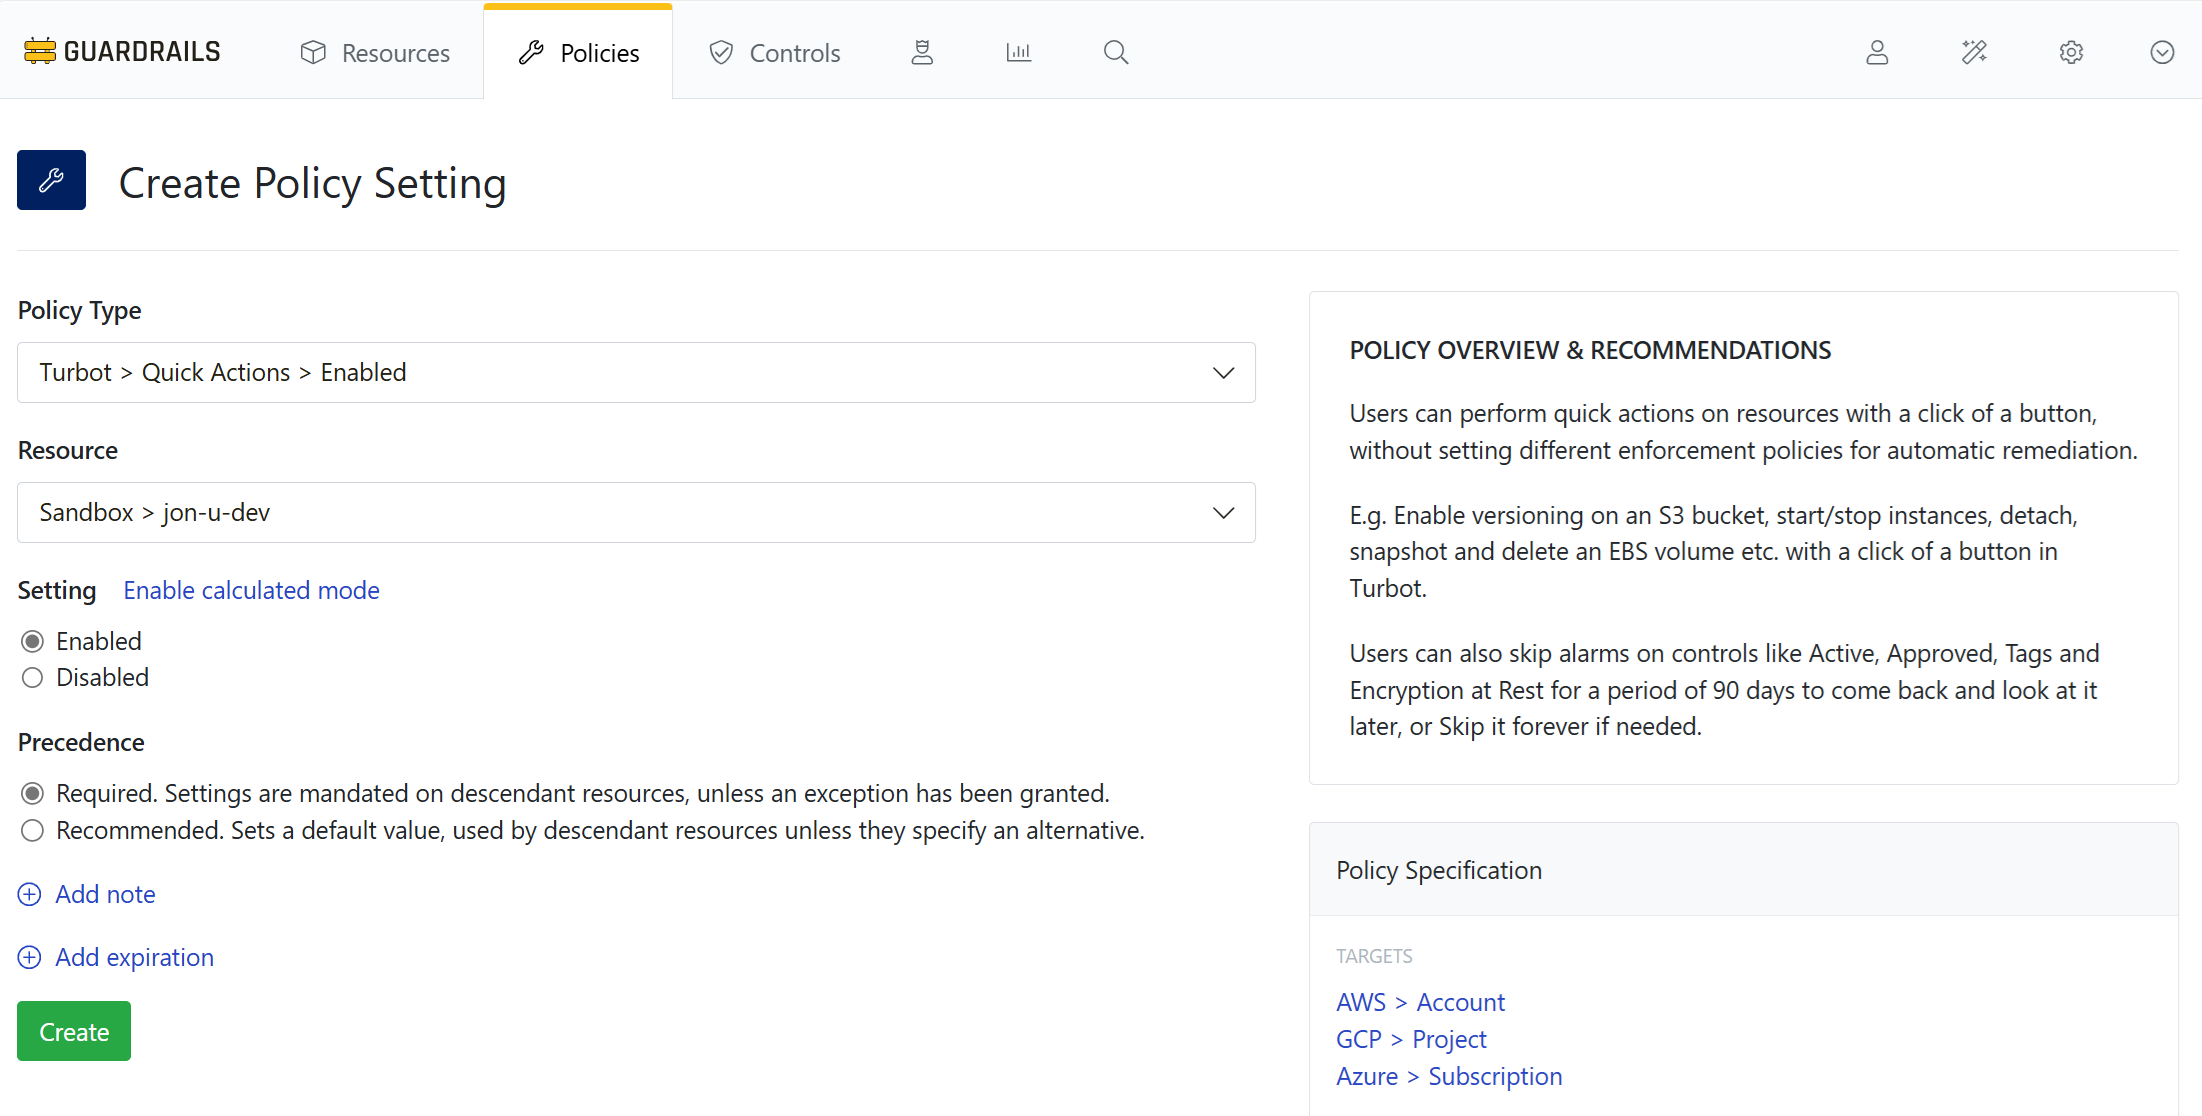 GUARDRAILS
Resources
Policies
Controls
Create Policy Setting
Policy Type
Turbot > Quick Actions > Enabled
Resource
Sandbox > jon-u-dev
Setting Enable calculated mode
Enabled
Disabled
Precedence
Required. Settings are mandated on descendant resources, unless an exception has been granted.
Recommended. Sets a default value, used by descendant resources unless they specify an alternative.
Add note
Add expiration
Create
POLICY OVERVIEW & RECOMMENDATIONS
Users can perform quick actions on resources with a click of a button,
without setting different enforcement policies for automatic remediation.
E.g. Enable versioning on an S3 bucket, start/stop instances, detach,
snapshot and delete an EBS volume etc. with a click of a button in
Turbot.
Users can also skip alarms on controls like Active, Approved, Tags and
Encryption at Rest for a period of 90 days to come back and look at it
later, or Skip it forever if needed.
Policy Specification
TARGETS
AWS > Account
GCP > Project
Azure > Subscription